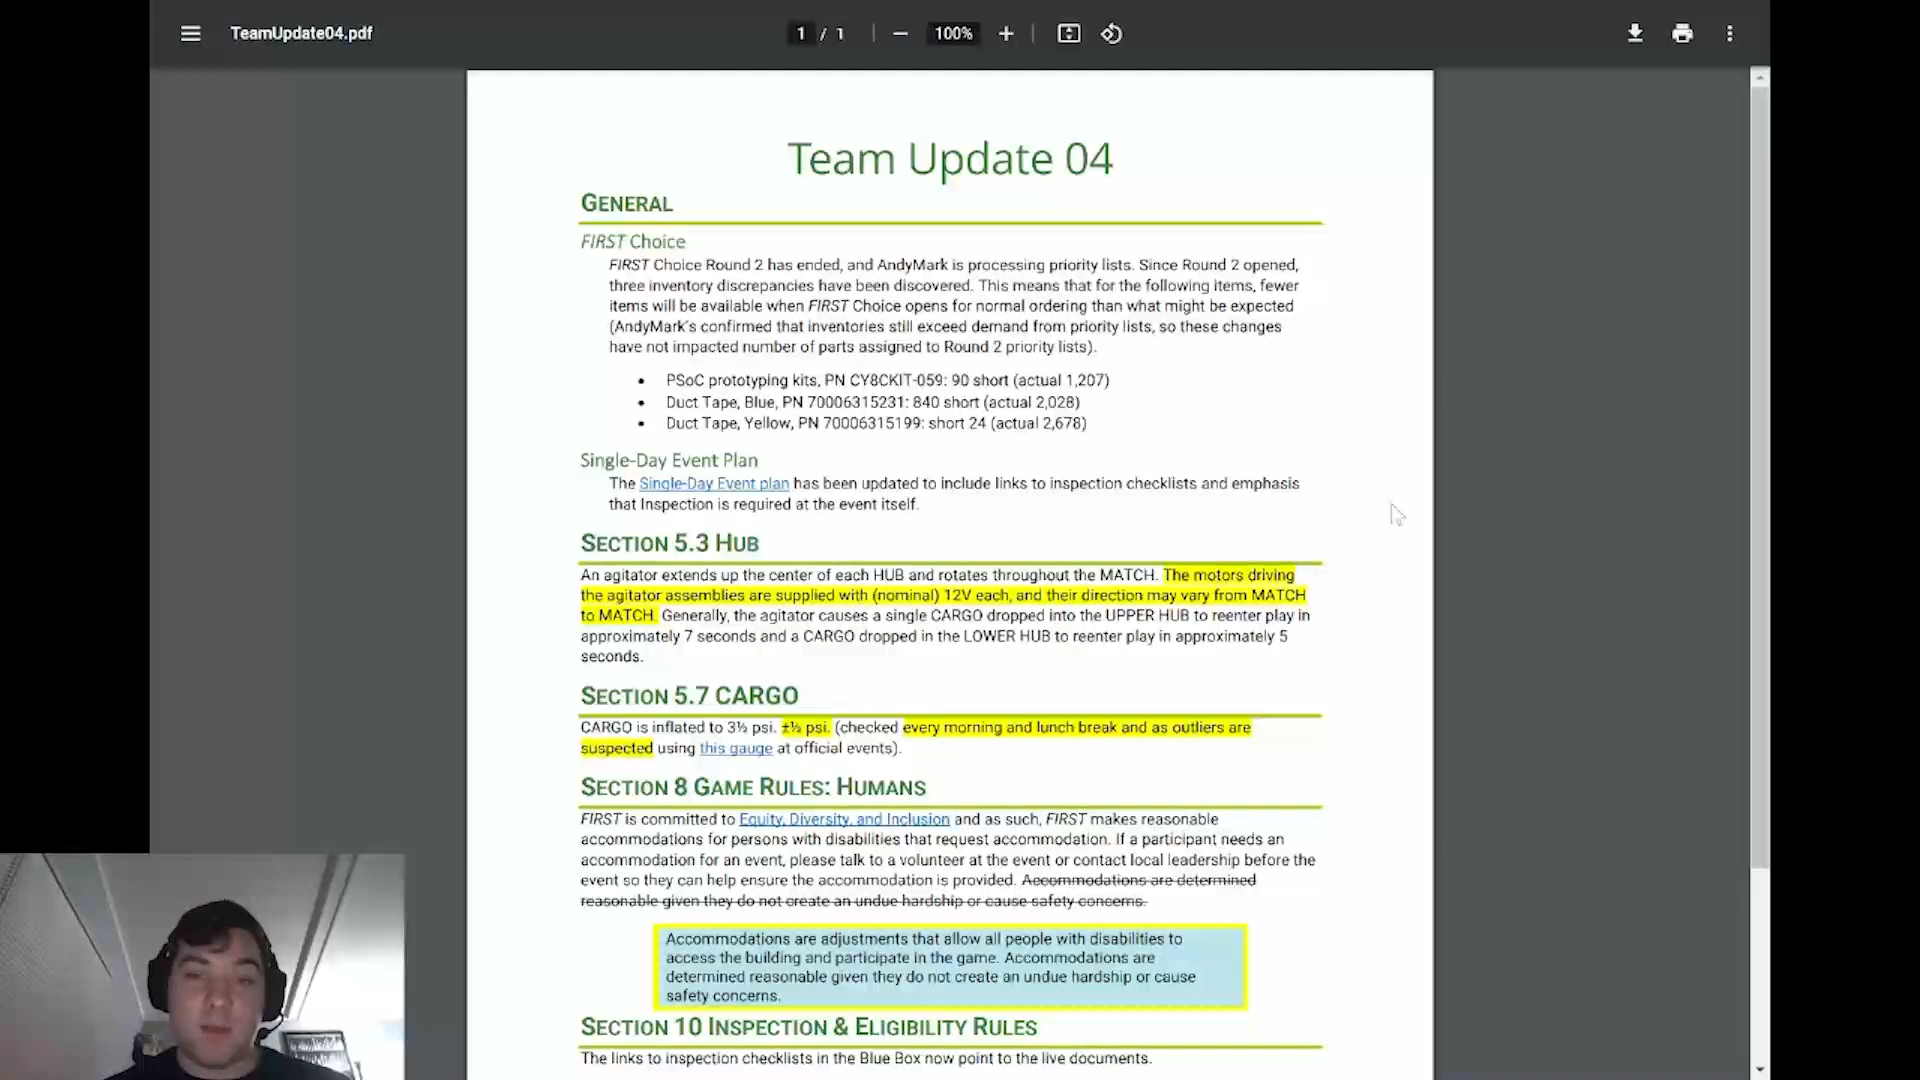 TeamUpdate04.pdf
1 / 1
100%
Team Update 04
GENERAL
FIRST Choice
FIRST Choice Round 2 has ended, and AndyMark is processing priority lists. Since Round 2 opened,
three inventory discrepancies have been discovered. This means that for the following items, fewer
items will be available when FIRST Choice opens for normal ordering than what might be expected
(AndyMark's confirmed that inventories still exceed demand from priority lists, so these changes
have not impacted number of parts assigned to Round 2 priority lists).
• PSoC prototyping kits, PN CY8CKIT-059: 90 short (actual 1,207)
• Duct Tape, Blue, PN 70006315231: 840 short (actual 2,028)
• Duct Tape, Yellow, PN 70006315199: short 24 (actual 2,678)
Single-Day Event Plan
The Single-Day Event plan has been updated to include links to inspection checklists and emphasis
that Inspection is required at the event itself.
SECTION 5.3 HUB
An agitator extends up the center of each HUB and rotates throughout the MATCH. The motors driving
the agitator assemblies are supplied with (nominal) 12V each, and their direction may vary from MATCH
to MATCH. Generally, the agitator causes a single CARGO dropped into the UPPER HUB to reenter play in
approximately 7 seconds and a CARGO dropped in the LOWER HUB to reenter play in approximately 5
seconds.
SECTION 5.7 CARGO
CARGO is inflated to 3½ psi. ±½ psi. (checked every morning and lunch break and as outliers are
suspected using this gauge at official events).
SECTION 8 GAME RULES: HUMANS
FIRST is committed to Equity, Diversity, and Inclusion and as such, FIRST makes reasonable
accommodations for persons with disabilities that request accommodation. If a participant needs an
accommodation for an event, please talk to a volunteer at the event or contact local leadership before the
event so they can help ensure the accommodation is provided. Accommodations are determined
reasonable given they do not create an undue hardship or cause safety concerns.
Accommodations are adjustments that allow all people with disabilities to
access the building and participate in the game. Accommodations are
determined reasonable given they do not create an undue hardship or cause
safety concerns.
SECTION 10 INSPECTION & ELIGIBILITY RULES
The links to inspection checklists in the Blue Box now point to the live documents.